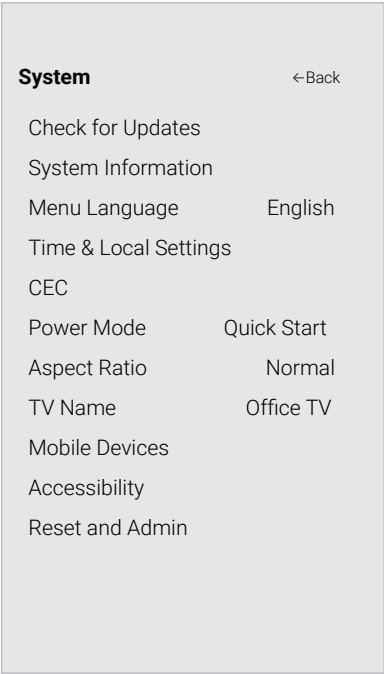 System ←Back
Check for Updates
System Information
Menu Language English
Time & Local Settings
CEC
Power Mode Quick Start
Aspect Ratio Normal
TV Name Office TV
Mobile Devices
Accessibility
Reset and Admin